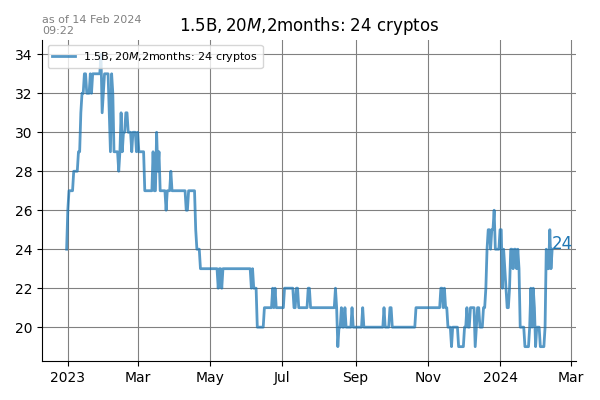 as of 14 Feb 2024
09:22
1.5B, 20M,2months: 24 cryptos
1.5B, 20M,2months: 24 cryptos
34
32
30
28
26
24
22
20
24
2023
Mar
May
Jul
Sep
Nov
2024
Mar